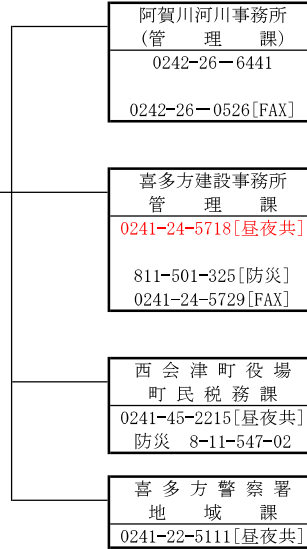 阿賀川河川事務所
(管　理　課)
0242-26－6441
0242-26－0526[FAX]
喜多方建設事務所
管　理　課
0241-24-5718[昼夜共]
811-501-325[防災]
0241-24-5729[FAX]
西会津町役場
町民税務課
0241-45-2215[昼夜共]
防災　8-11-547-02
喜多方警察署
地　域　課
0241-22-5111[昼夜共]